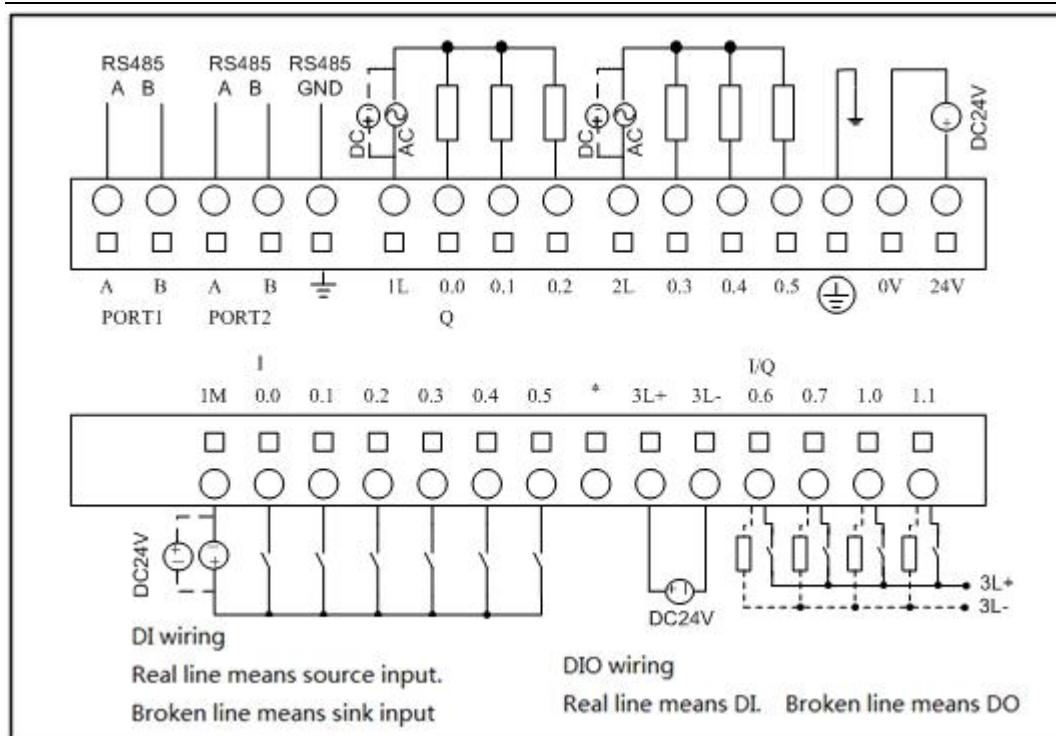 RS485 RS485 RS485
A B A B GND
DC AC DC AC DC24V
A B A B 1L 0.0 0.1 0.2 2L 0.3 0.4 0.5 0V 24V
PORT1 PORT2 Q
I I/Q
1M 0.0 0.1 0.2 0.3 0.4 0.5 * 3L+ 3L- 0.6 0.7 1.0 1.1
DC24V
3L+
3L-
DC24V
DI wiring
Real line means source input.
Broken line means sink input
DIO wiring
Real line means DI. Broken line means DO